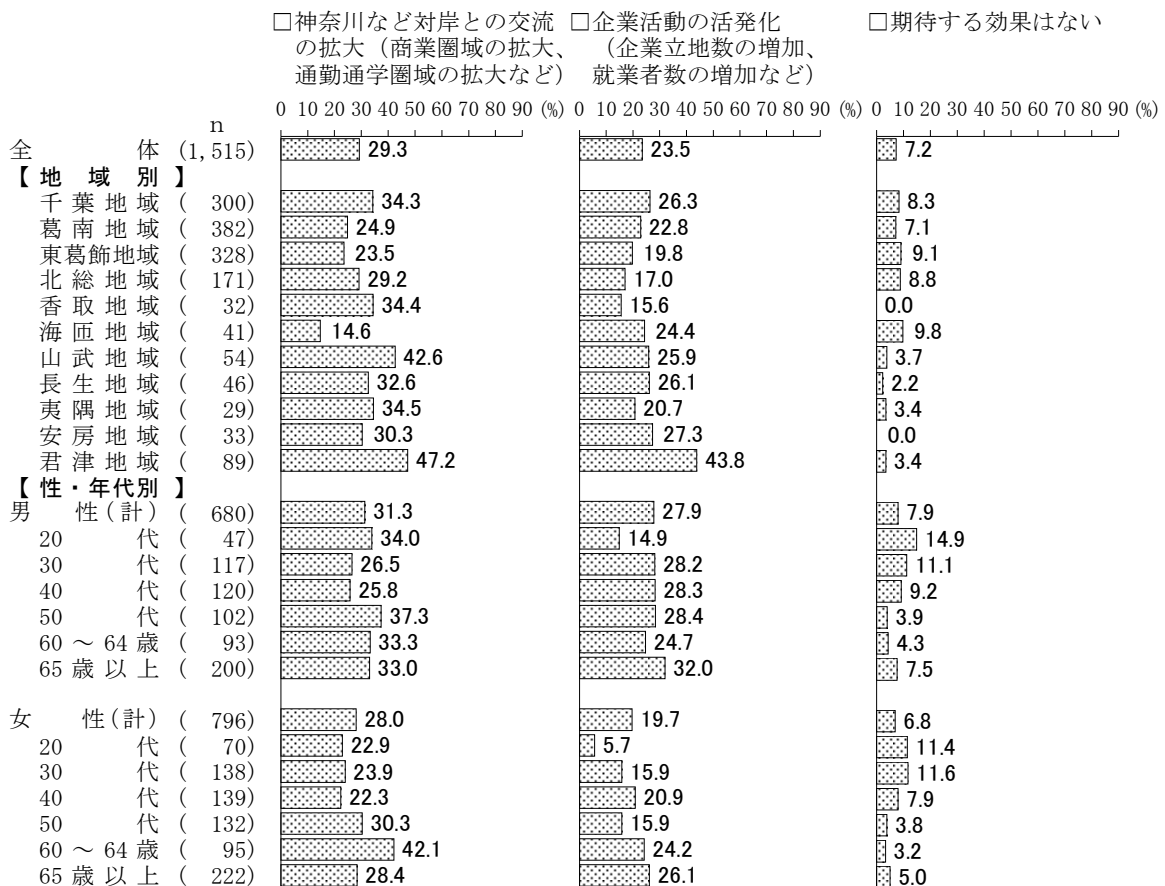 □神奈川など対岸との交流 □企業活動の活発化 □期待する効果はない
の拡大（商業圏域の拡大、 （企業立地数の増加、
通勤通学圏域の拡大など） 就業者数の増加など）
0 10 20 30 40 50 60 70 80 90 (%) 0 10 20 30 40 50 60 70 80 90 (%) 0 10 20 30 40 50 60 70 80 90 (%)
n
全体 (1,515) 29.3 23.5 7.2
【地域別】
千葉地域 ( 300) 34.3 26.3 8.3
葛南地域 ( 382) 24.9 22.8 7.1
東葛飾地域 ( 328) 23.5 19.8 9.1
北総地域 ( 171) 29.2 17.0 8.8
香取地域 ( 32) 34.4 15.6 0.0
海匝地域 ( 41) 14.6 24.4 9.8
山武地域 ( 54) 42.6 25.9 3.7
長生地域 ( 46) 32.6 26.1 2.2
夷隅地域 ( 29) 34.5 20.7 3.4
安房地域 ( 33) 30.3 27.3 0.0
君津地域 ( 89) 47.2 43.8 3.4
【性・年代別】
男性(計) ( 680) 31.3 27.9 7.9
20代 ( 47) 34.0 14.9 14.9
30代 ( 117) 26.5 28.2 11.1
40代 ( 120) 25.8 28.3 9.2
50代 ( 102) 37.3 28.4 3.9
60～64歳 ( 93) 33.3 24.7 4.3
65歳以上 ( 200) 33.0 32.0 7.5
女性(計) ( 796) 28.0 19.7 6.8
20代 ( 70) 22.9 5.7 11.4
30代 ( 138) 23.9 15.9 11.6
40代 ( 139) 22.3 20.9 7.9
50代 ( 132) 30.3 15.9 3.8
60～64歳 ( 95) 42.1 24.2 3.2
65歳以上 ( 222) 28.4 26.1 5.0